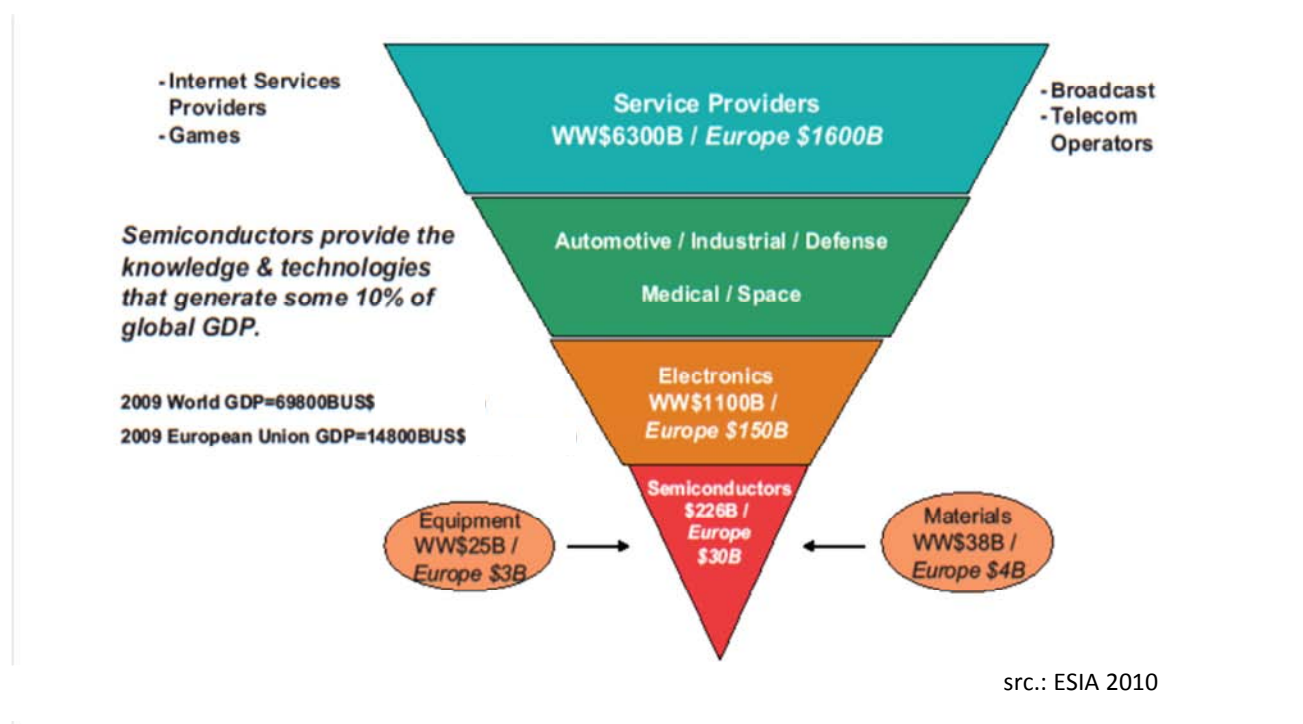 - Internet Services
Providers
- Games
Service Providers
WW$6300B / Europe $1600B
- Broadcast
- Telecom
Operators
Semiconductors provide the
knowledge & technologies
that generate some 10% of
global GDP.
Automotive / Industrial / Defense
Medical / Space
2009 World GDP=69800BUS$
2009 European Union GDP=14800BUS$
Electronics
WW$1100B /
Europe $150B
Semiconductors
$226B /
Europe
$30B
Equipment
WW$25B /
Europe $3B
Materials
WW$38B /
Europe $4B
src.: ESIA 2010